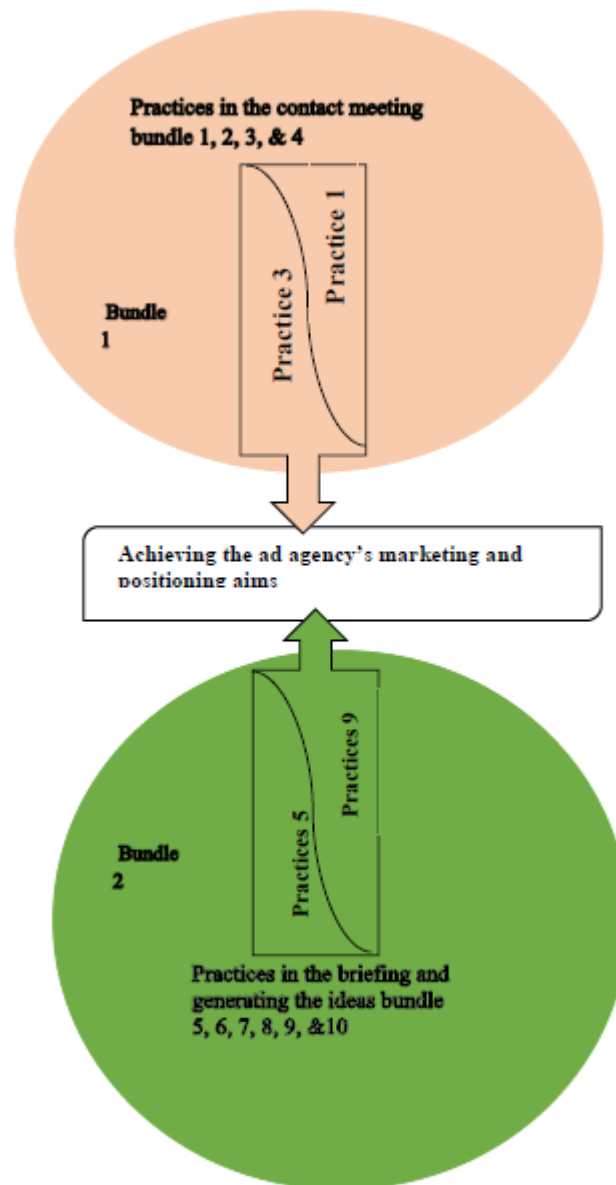 Practices in the contact meeting
bundle 1, 2, 3, & 4
Practice 1
Practice 3
Bundle
1
Achieving the ad agency’s marketing and
positioning aims
Practices 9
Practices 5
Bundle
2
Practices in the briefing and
generating the ideas bundle
5, 6, 7, 8, 9, &10